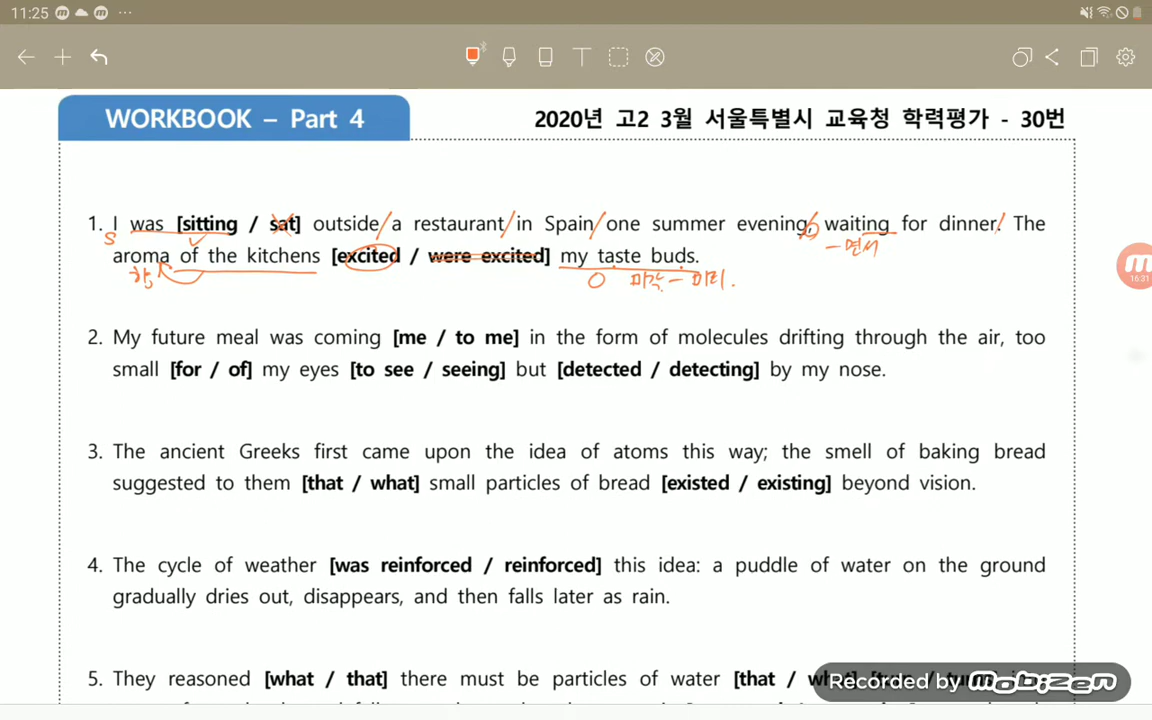 11:25
WORKBOOK – Part 4
2020년 고2 3월 서울특별시 교육청 학력평가 - 30번
1. I was [sitting / sat] outside a restaurant in Spain one summer evening, waiting for dinner. The
S
-면서
aroma of the kitchens [excited / were excited] my taste buds.
향
O 미각 - 미뢰.
2. My future meal was coming [me / to me] in the form of molecules drifting through the air, too
small [for / of] my eyes [to see / seeing] but [detected / detecting] by my nose.
3. The ancient Greeks first came upon the idea of atoms this way; the smell of baking bread
suggested to them [that / what] small particles of bread [existed / existing] beyond vision.
4. The cycle of weather [was reinforced / reinforced] this idea: a puddle of water on the ground
gradually dries out, disappears, and then falls later as rain.
5. They reasoned [what / that] there must be particles of water [that /
Recorded by mobizen
16:31